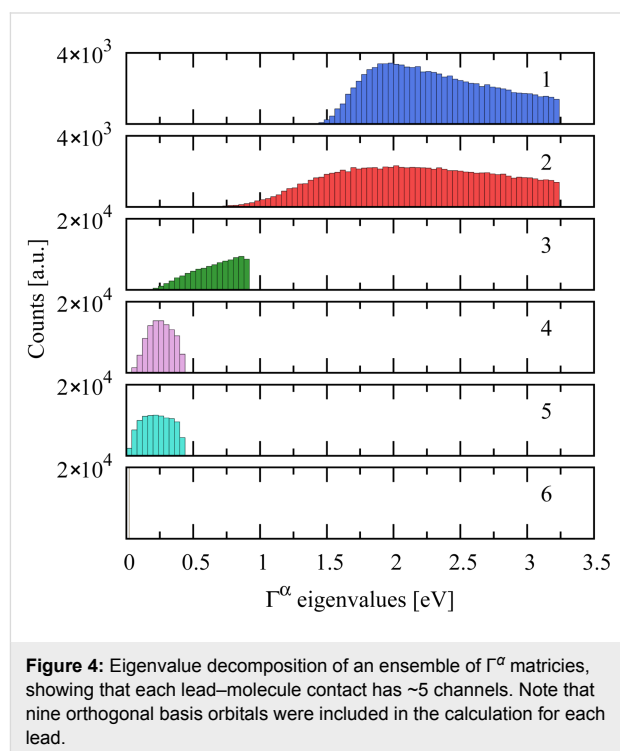 4×10³
1
4×10³
2
2×10⁴
3
2×10⁴
4
2×10⁴
5
2×10⁴
6
Counts [a.u.]
0 0.5 1 1.5 2 2.5 3 3.5
Γ^α eigenvalues [eV]
Figure 4: Eigenvalue decomposition of an ensemble of Γ^α matricies,
showing that each lead–molecule contact has ~5 channels. Note that
nine orthogonal basis orbitals were included in the calculation for each
lead.